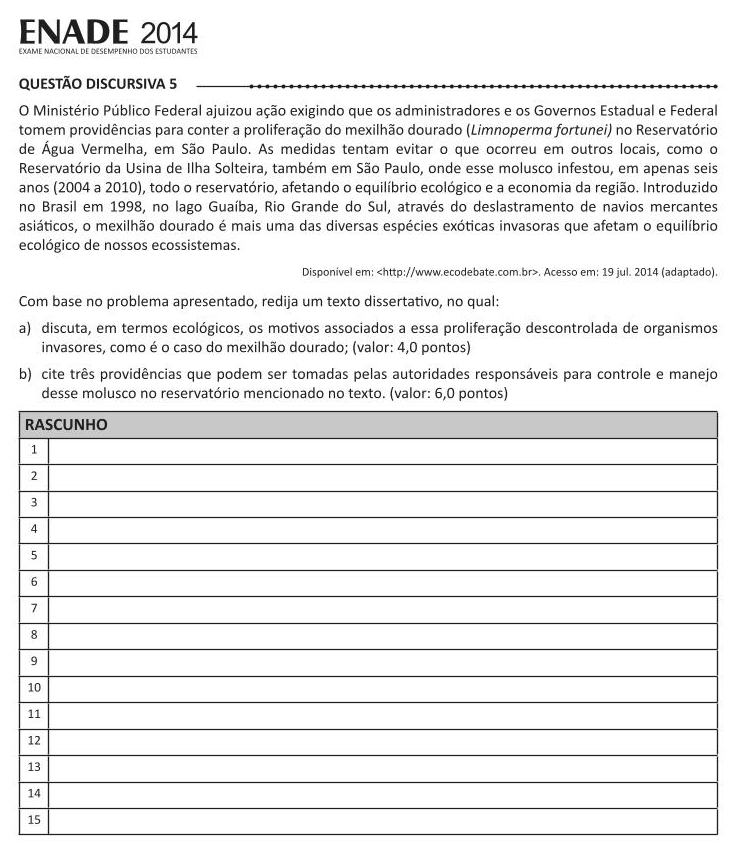 ENADE 2014
EXAME NACIONAL DE DESEMPENHO DOS ESTUDANTES
QUESTÃO DISCURSIVA 5
O Ministério Público Federal ajuizou ação exigindo que os administradores e os Governos Estadual e Federal
tomem providências para conter a proliferação do mexilhão dourado (Limnoperma fortunei) no Reservatório
de Água Vermelha, em São Paulo. As medidas tentam evitar o que ocorreu em outros locais, como o
Reservatório da Usina de Ilha Solteira, também em São Paulo, onde esse molusco infestou, em apenas seis
anos (2004 a 2010), todo o reservatório, afetando o equilíbrio ecológico e a economia da região. Introduzido
no Brasil em 1998, no lago Guaíba, Rio Grande do Sul, através do deslastramento de navios mercantes
asiáticos, o mexilhão dourado é mais uma das diversas espécies exóticas invasoras que afetam o equilíbrio
ecológico de nossos ecossistemas.
Disponível em: <http://www.ecodebate.com.br>. Acesso em: 19 jul. 2014 (adaptado).
Com base no problema apresentado, redija um texto dissertativo, no qual:
a) discuta, em termos ecológicos, os motivos associados a essa proliferação descontrolada de organismos
invasores, como é o caso do mexilhão dourado; (valor: 4,0 pontos)
b) cite três providências que podem ser tomadas pelas autoridades responsáveis para controle e manejo
desse molusco no reservatório mencionado no texto. (valor: 6,0 pontos)
RASCUNHO
1
2
3
4
5
6
7
8
9
10
11
12
13
14
15